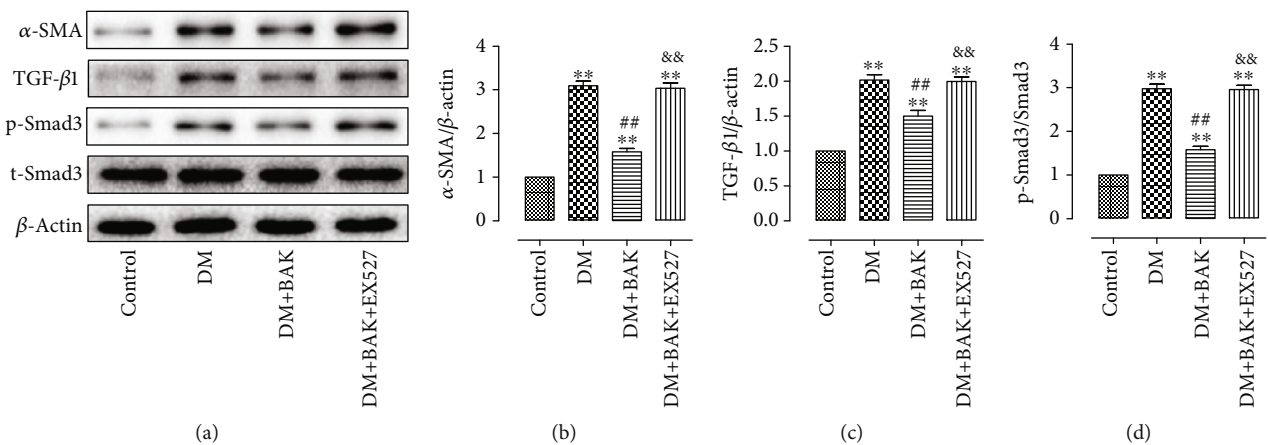 α-SMA
TGF-β1
p-Smad3
t-Smad3
β-Actin
Control
DM
DM+BAK
DM+BAK+EX527
(a)
α-SMA/β-actin
4
3
2
1
0
**
##
**
&&
**
Control
DM
DM+BAK
DM+BAK+EX527
(b)
TGF-β1/β-actin
2.5
2.0
1.5
1.0
0.5
0.0
**
##
**
&&
**
Control
DM
DM+BAK
DM+BAK+EX527
(c)
p-Smad3/Smad3
4
3
2
1
0
**
##
**
&&
**
Control
DM
DM+BAK
DM+BAK+EX527
(d)